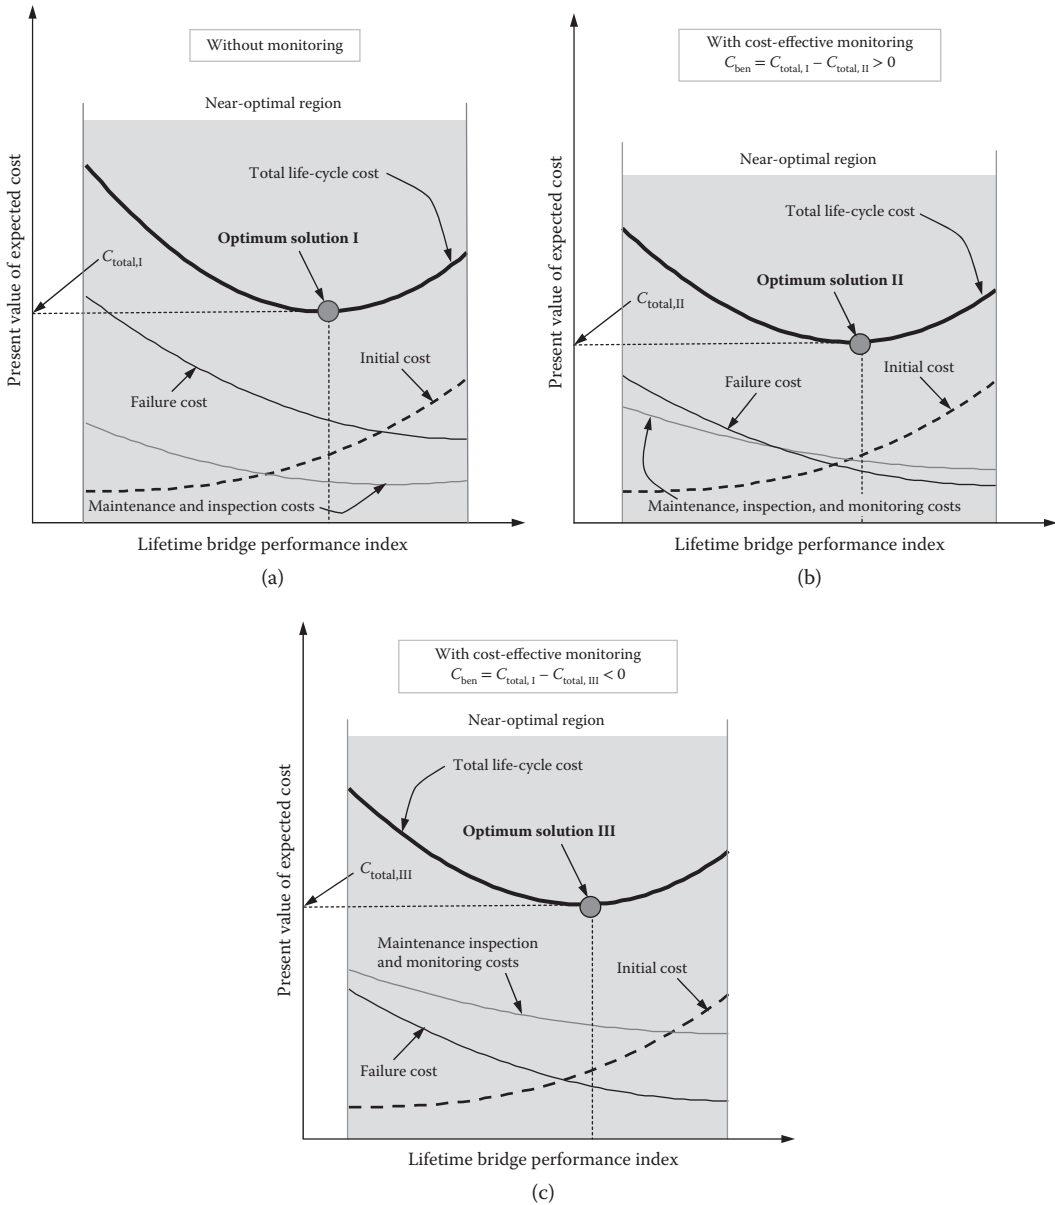 Without monitoring
Near-optimal region
Total life-cycle cost
Optimum solution I
C_total,I
Initial cost
Failure cost
Maintenance and inspection costs
Present value of expected cost
Lifetime bridge performance index
(a)
With cost-effective monitoring
C_ben = C_total, I – C_total, II > 0
Near-optimal region
Total life-cycle cost
Optimum solution II
C_total,II
Initial cost
Failure cost
Maintenance, inspection, and monitoring costs
Present value of expected cost
Lifetime bridge performance index
(b)
With cost-effective monitoring
C_ben = C_total, I – C_total, III < 0
Near-optimal region
Total life-cycle cost
Optimum solution III
C_total,III
Maintenance inspection
and monitoring costs
Initial cost
Failure cost
Present value of expected cost
Lifetime bridge performance index
(c)